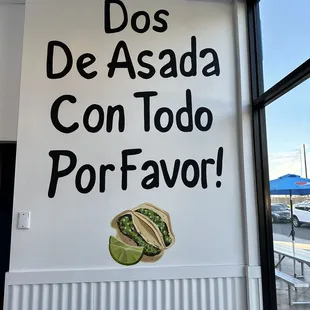 Dos
De Asada
Con Todo
Por Favor!